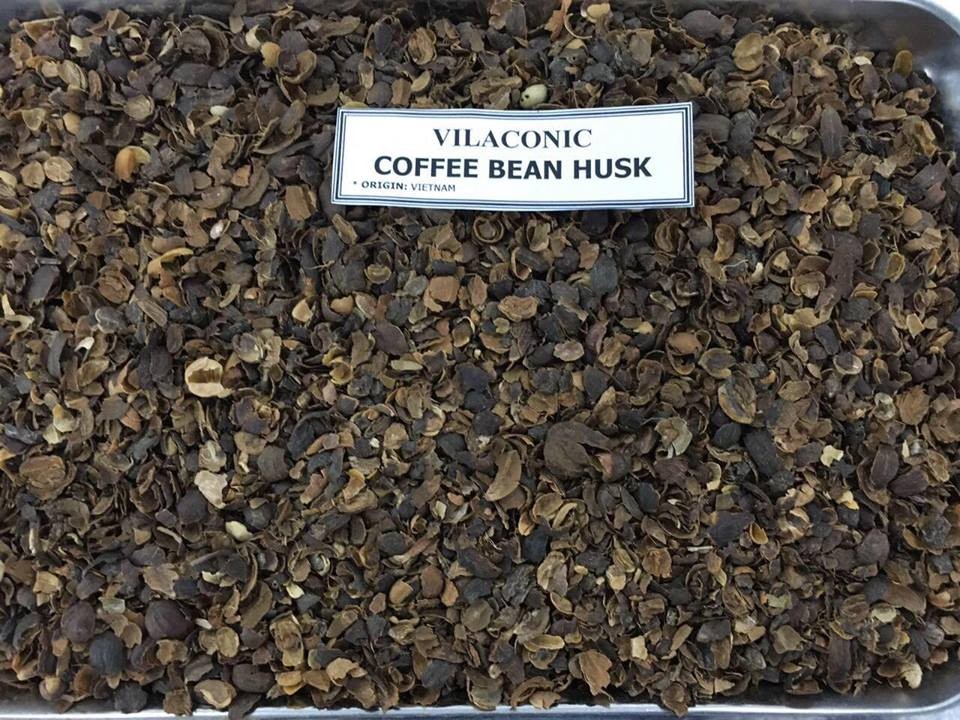 VILACONIC
COFFEE BEAN HUSK
* ORIGIN: VIETNAM